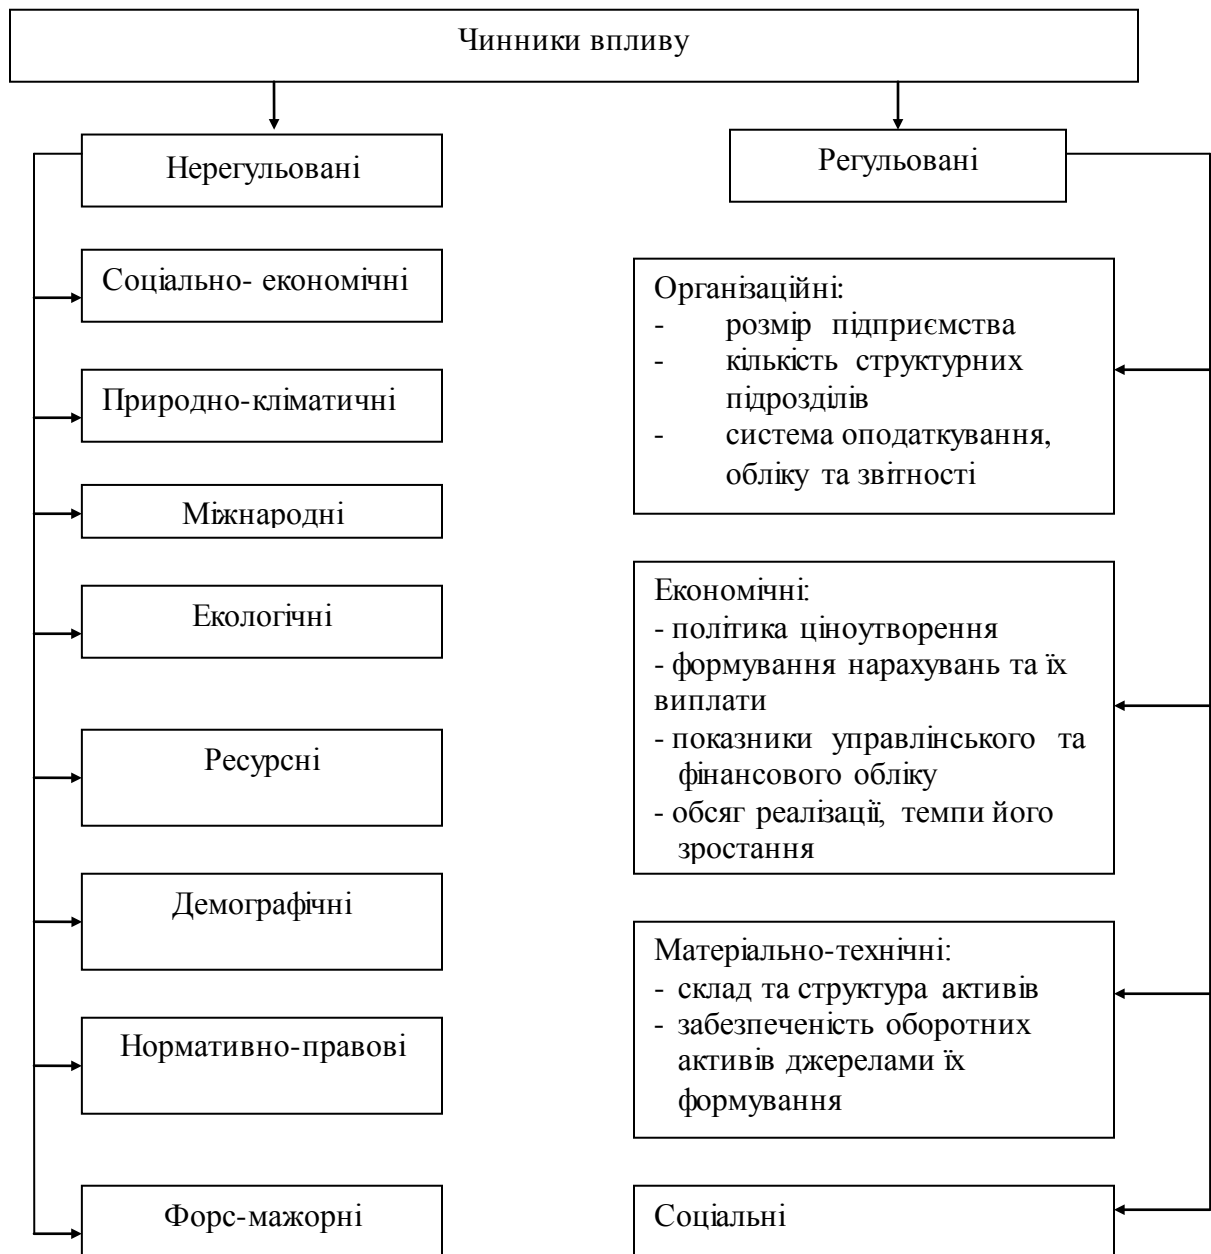 Чинники впливу
Нерегульовані
Соціально- економічні
Природно-кліматичні
Міжнародні
Екологічні
Ресурсні
Демографічні
Нормативно-правові
Форс-мажорні
Регульовані
Організаційні:
- розмір підприємства
- кількість структурних
підрозділів
- система оподаткування,
обліку та звітності
Економічні:
- політика ціноутворення
- формування нарахувань та їх
виплати
- показники управлінського та
фінансового обліку
- обсяг реалізації, темпи його
зростання
Матеріально-технічні:
- склад та структура активів
- забезпеченість оборотних
активів джерелами їх
формування
Соціальні